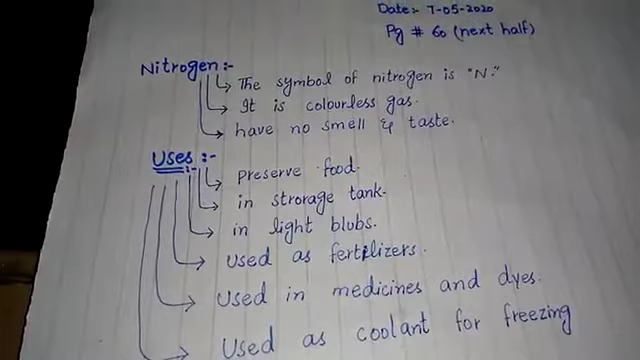 Date:- 7-05-2020
Pg # 60 (next half)
Nitrogen:-
The symbol of nitrogen is "N."
It is colourless gas.
have no smell & taste.
Uses:-
preserve food.
in strorage tank.
in light blubs.
used as fertilizers.
used in medicines and dyes.
used as coolant for freezing